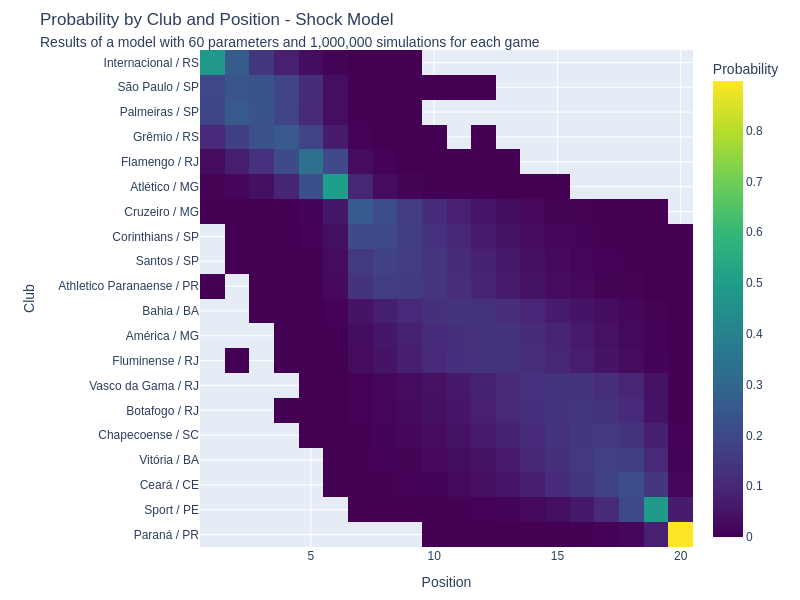 Probability by Club and Position - Shock Model
Results of a model with 60 parameters and 1,000,000 simulations for each game
Internacional / RS
São Paulo / SP
Palmeiras / SP
Grêmio / RS
Flamengo / RJ
Atlético / MG
Cruzeiro / MG
Corinthians / SP
Santos / SP
Athletico Paranaense / PR
Bahia / BA
América / MG
Fluminense / RJ
Vasco da Gama / RJ
Botafogo / RJ
Chapecoense / SC
Vitória / BA
Ceará / CE
Sport / PE
Paraná / PR
Club
5
10
15
20
Position
Probability
0.8
0.7
0.6
0.5
0.4
0.3
0.2
0.1
0